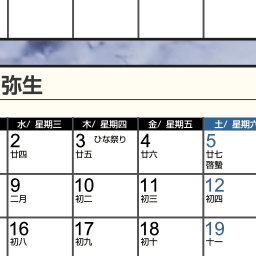 弥生
水/ 星期三 木/ 星期四 金/ 星期五 土/ 星期六
2 3 ひな祭り 4 5
廿四 廿五 廿六 廿七
啓蟄
9 10 11 12
二月 初二 初三 初四
16 17 18 19
初八 初九 初十 十一